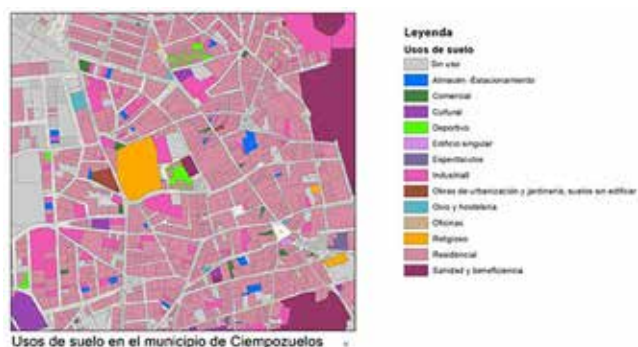 Leyenda
Usos de suelo
Sin uso
Almacén -Estacionamiento
Comercial
Cultural
Deportivo
Edificio singular
Espectáculos
Industrial
Obras de urbanización y jardinería, suelos sin edificar
Ocio y hostelería
Oficinas
Religioso
Residencial
Sanidad y beneficiencia
Usos de suelo en el municipio de Ciempozuelos